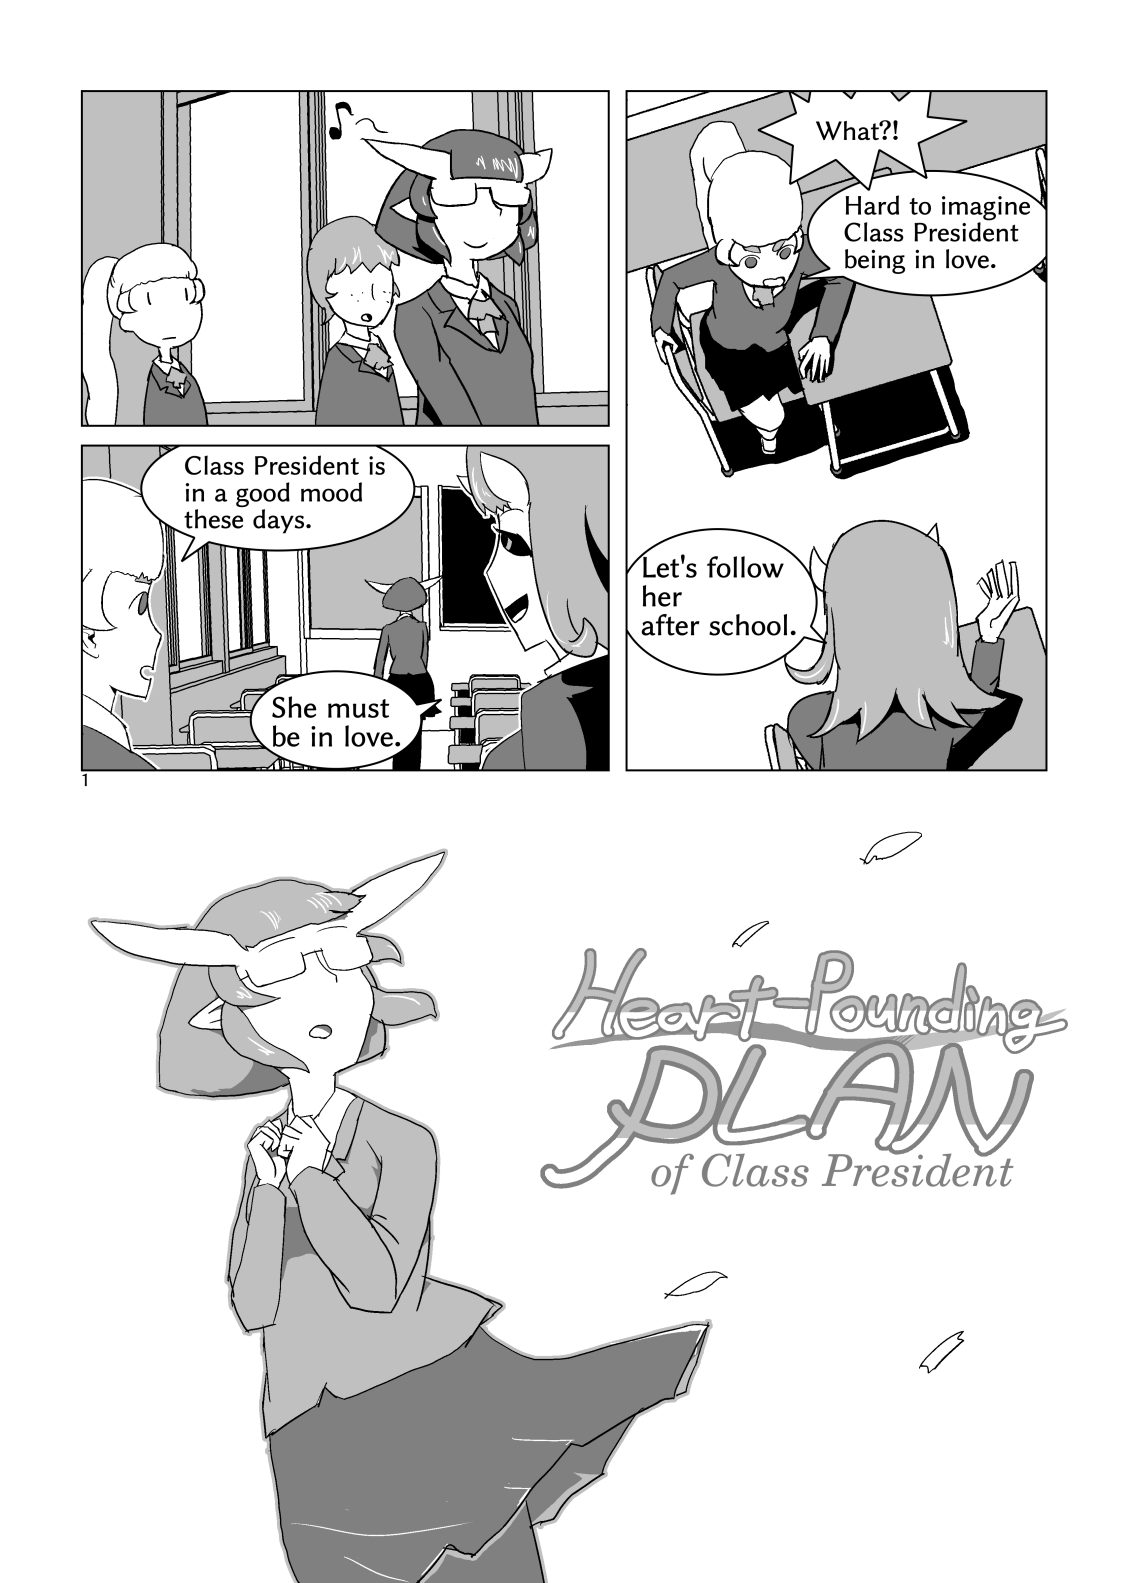 Class President is
in a good mood
these days.
She must
be in love.
What?!
Hard to imagine
Class President
being in love.
Let's follow
her
after school.
1
Heart-Pounding
PLAN
of Class President